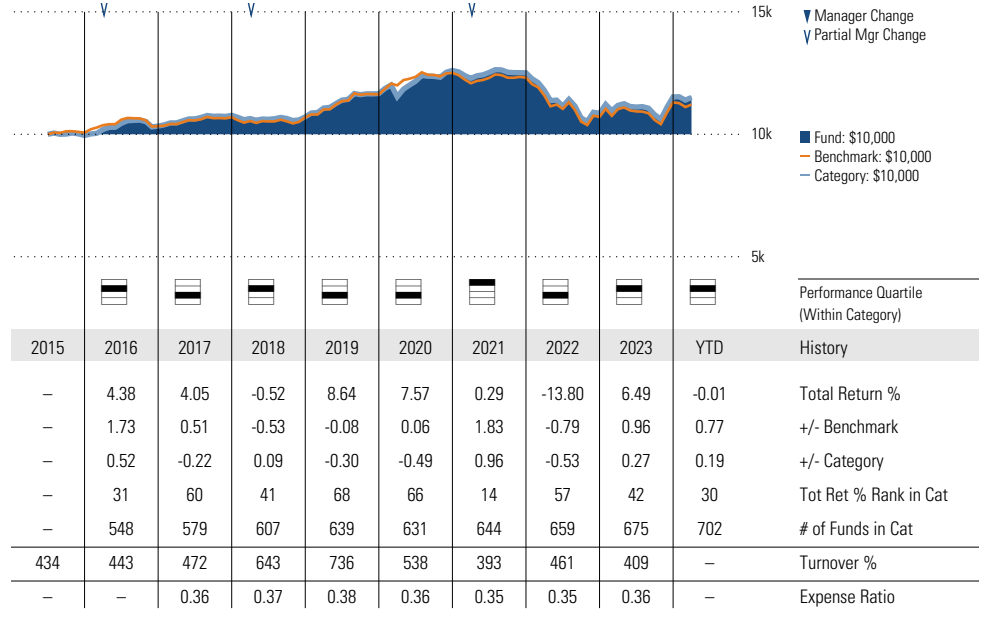 15k
Manager Change
Partial Mgr Change
10k
Fund: $10,000
Benchmark: $10,000
Category: $10,000
5k
Performance Quartile
(Within Category)
2015 2016 2017 2018 2019 2020 2021 2022 2023 YTD History
– 4.38 4.05 -0.52 8.64 7.57 0.29 -13.80 6.49 -0.01 Total Return %
– 1.73 0.51 -0.53 -0.08 0.06 1.83 -0.79 0.96 0.77 +/- Benchmark
– 0.52 -0.22 0.09 -0.30 -0.49 0.96 -0.53 0.27 0.19 +/- Category
– 31 60 41 68 66 14 57 42 30 Tot Ret % Rank in Cat
– 548 579 607 639 631 644 659 675 702 # of Funds in Cat
434 443 472 643 736 538 393 461 409 – Turnover %
– – 0.36 0.37 0.38 0.36 0.35 0.35 0.36 – Expense Ratio